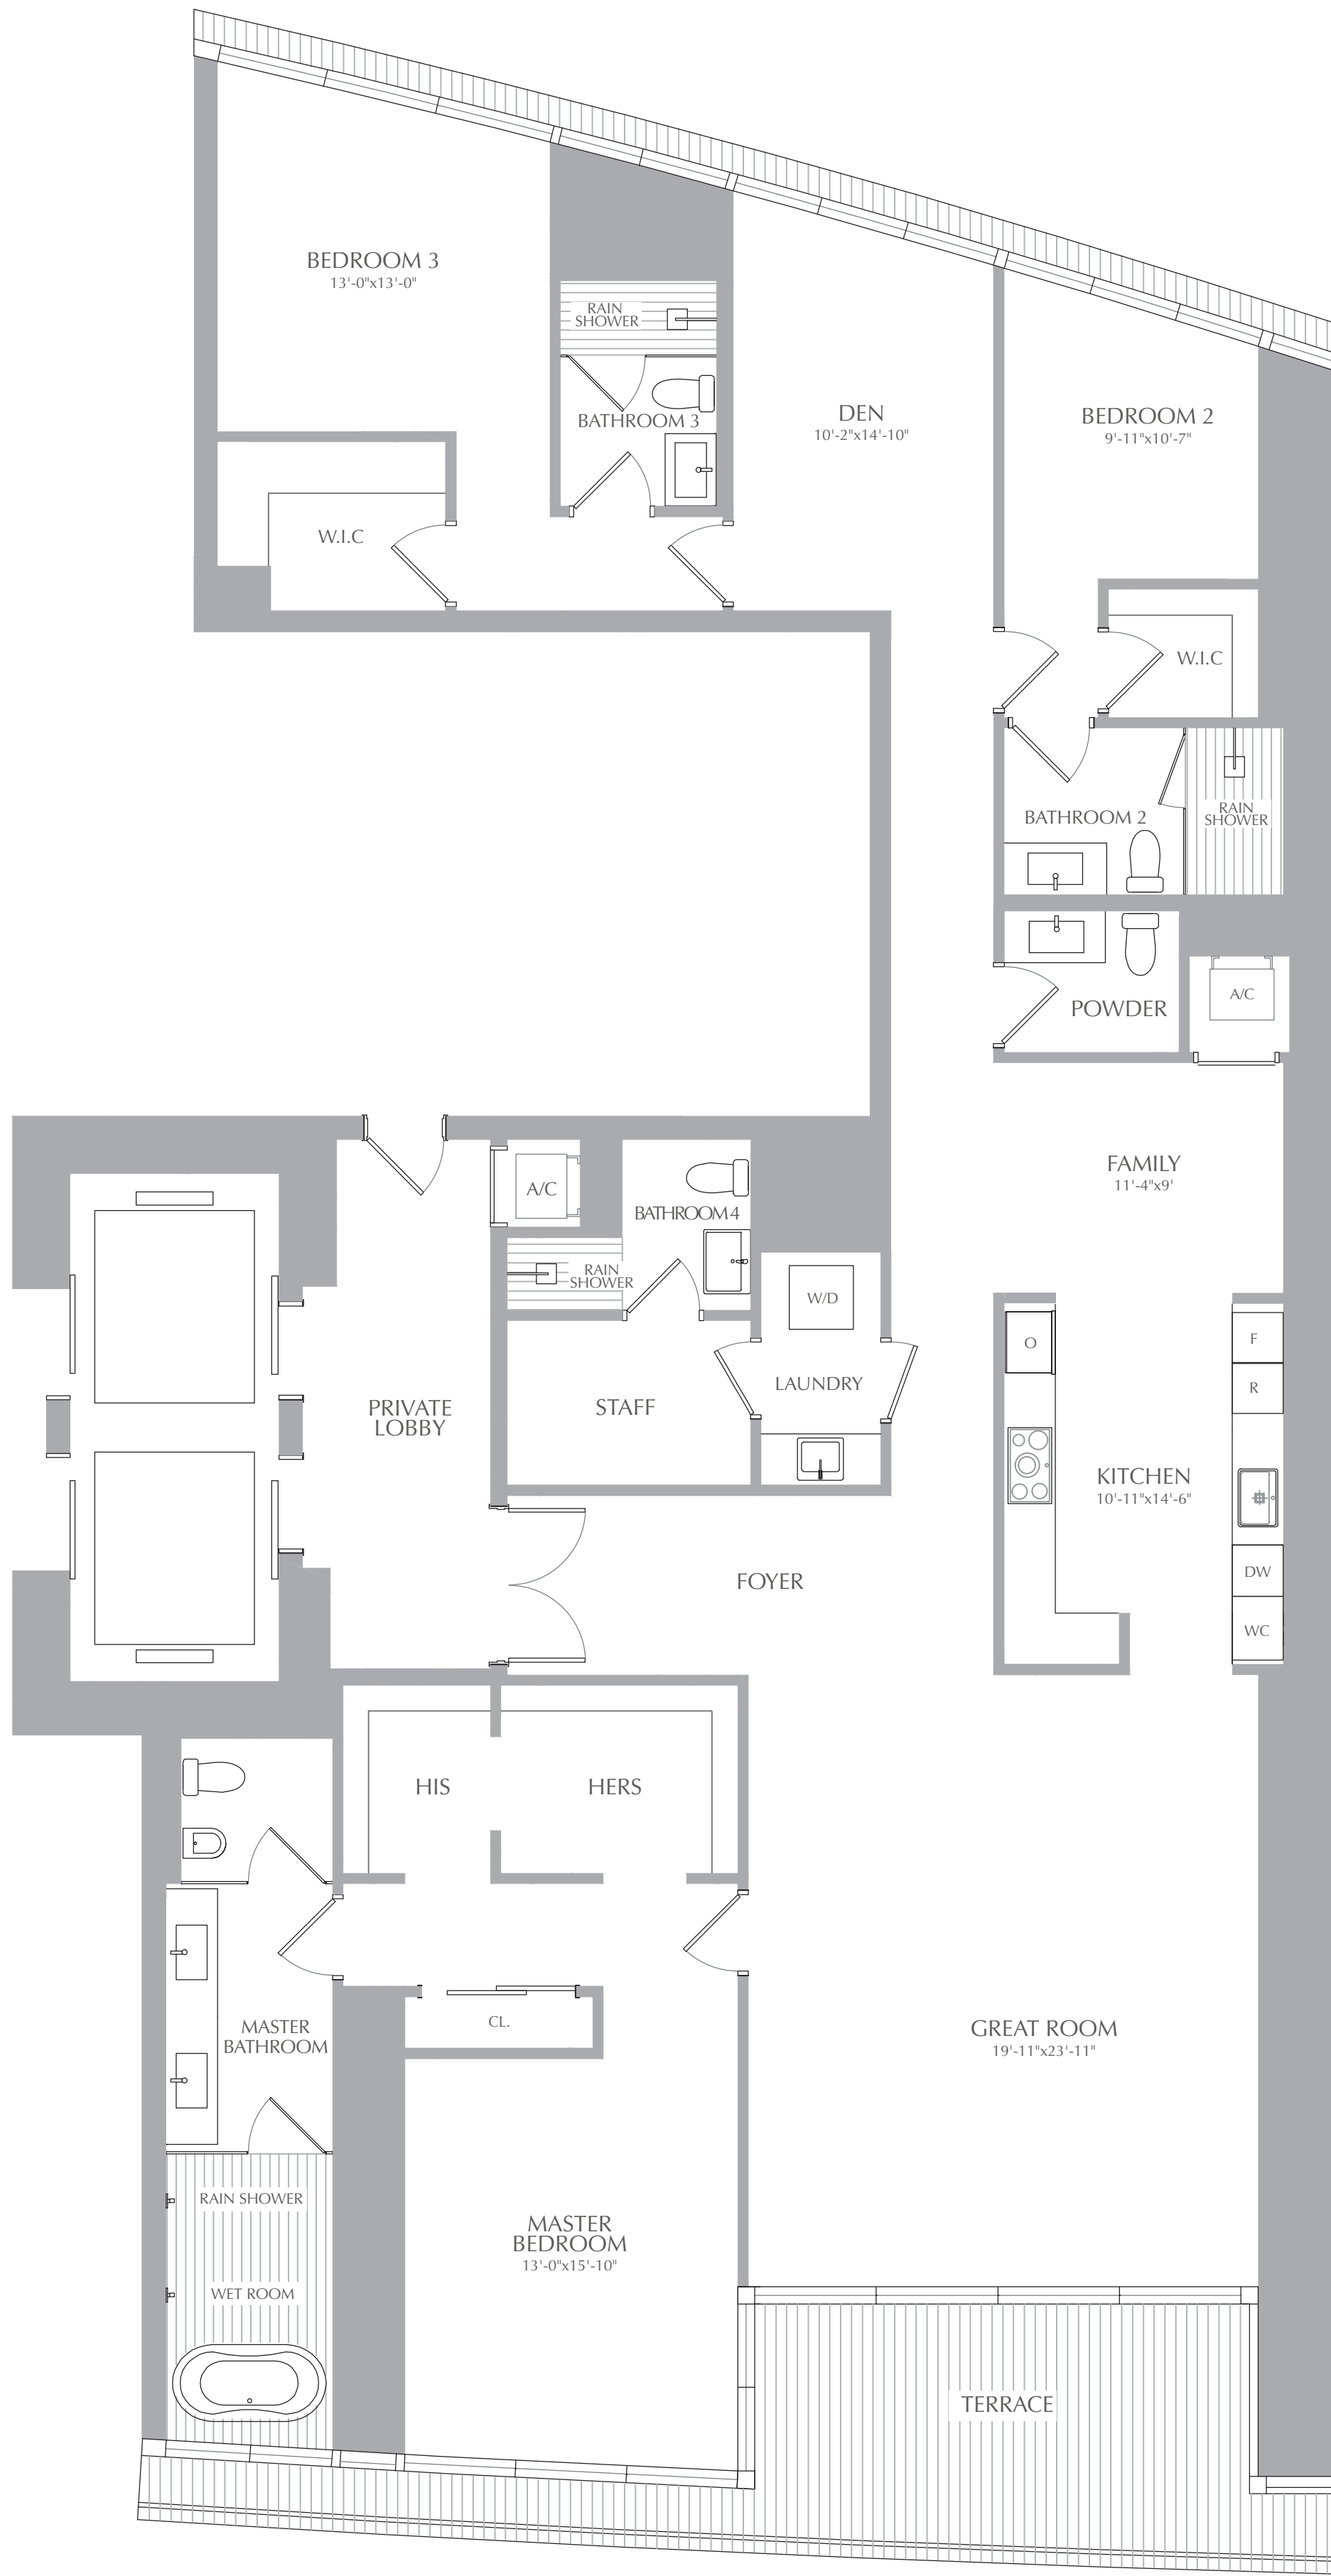 BEDROOM 3
13'-0"x13'-0"
RAIN
SHOWER
BATHROOM 3
DEN
10'-2"x14'-10"
BEDROOM 2
9'-11"x10'-7"
W.I.C
W.I.C
BATHROOM 2
RAIN
SHOWER
POWDER
A/C
FAMILY
11'-4"x9'
A/C
BATHROOM 4
RAIN
SHOWER
W/D
LAUNDRY
STAFF
PRIVATE
LOBBY
O
F
R
KITCHEN
10'-11"x14'-6"
DW
WC
FOYER
HIS
HERS
CL.
MASTER
BATHROOM
GREAT ROOM
19'-11"x23'-11"
RAIN SHOWER
WET ROOM
MASTER
BEDROOM
13'-0"x15'-10"
TERRACE